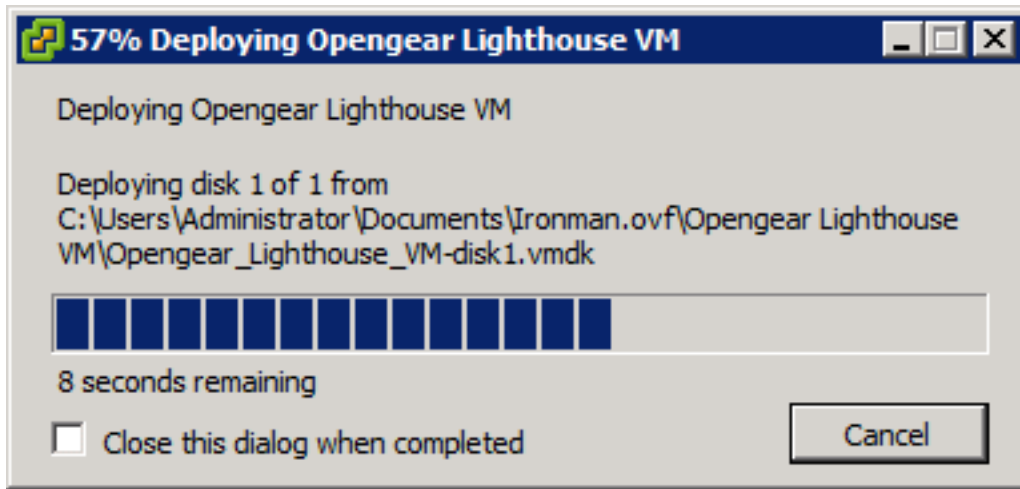 57% Deploying Opengear Lighthouse VM
Deploying Opengear Lighthouse VM
Deploying disk 1 of 1 from
C:\Users\Administrator\Documents\Ironman.ovf\Opengear Lighthouse
VM\Opengear_Lighthouse_VM-disk1.vmdk
8 seconds remaining
Close this dialog when completed
Cancel